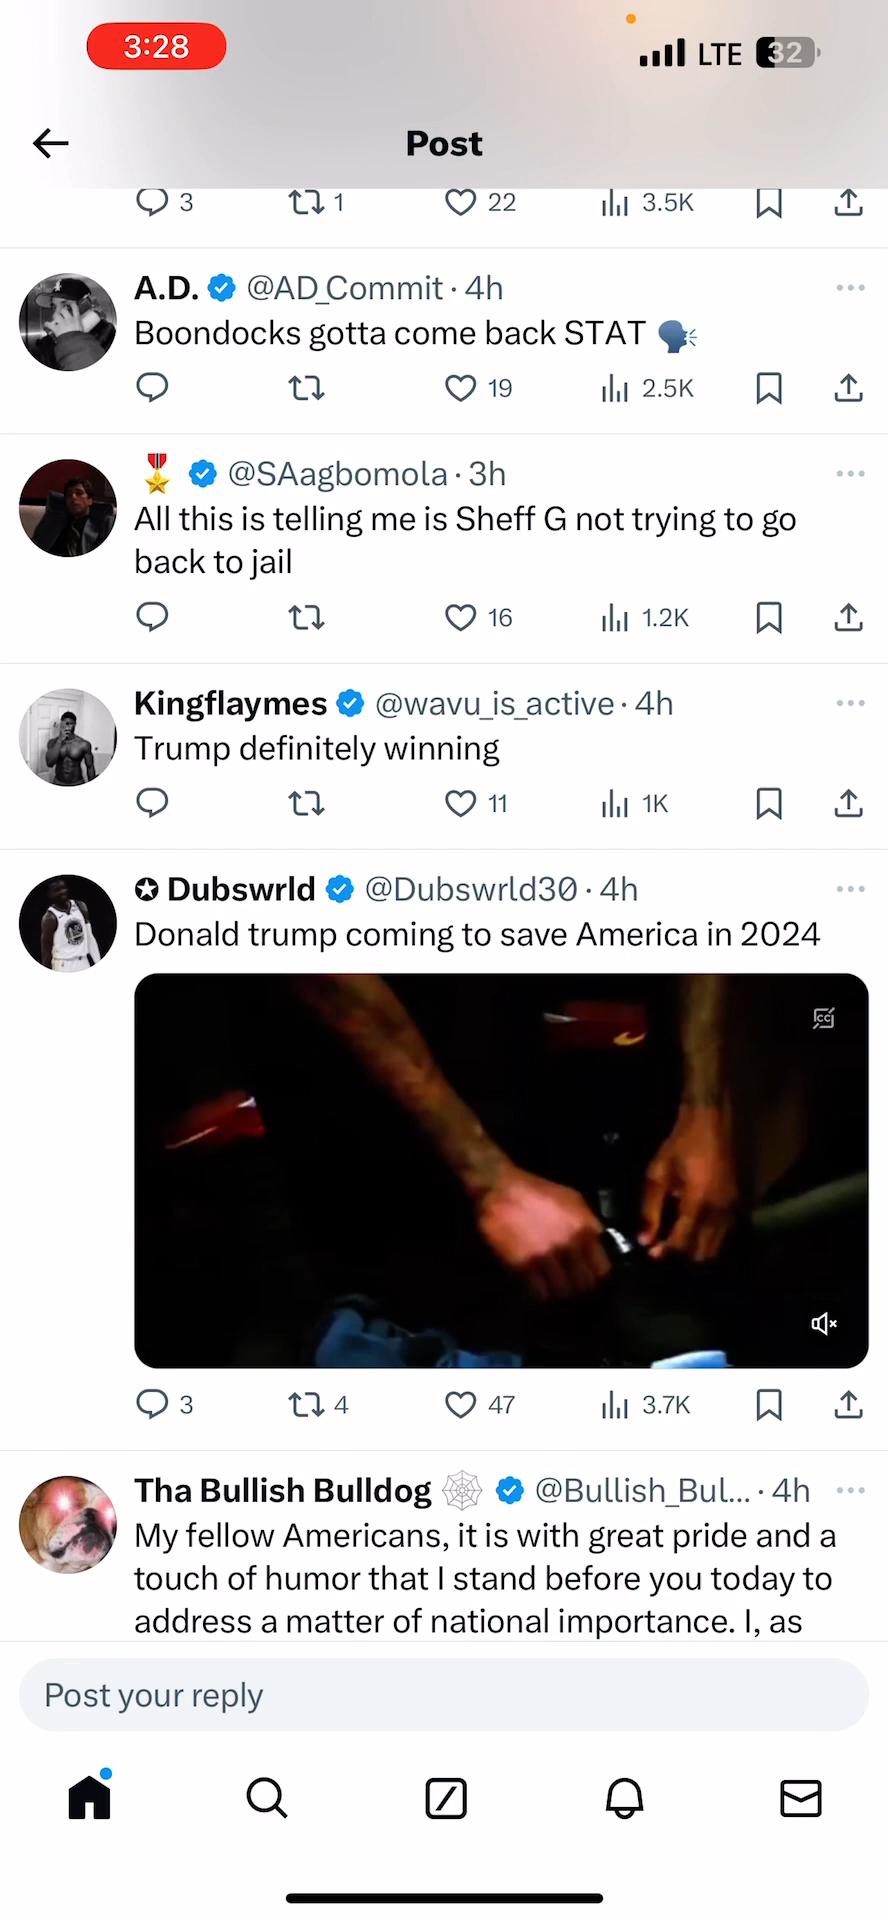 3:28
LTE 32
Post
3 1 22 3.5K
A.D. @AD_Commit · 4h
Boondocks gotta come back STAT
19 2.5K
@SAagbomola · 3h
All this is telling me is Sheff G not trying to go
back to jail
16 1.2K
Kingflaymes @wavu_is_active · 4h
Trump definitely winning
11 1K
Dubswrld @Dubswrld30 · 4h
Donald trump coming to save America in 2024
CC
3 4 47 3.7K
Tha Bullish Bulldog @Bullish_Bul... · 4h
My fellow Americans, it is with great pride and a
touch of humor that I stand before you today to
address a matter of national importance. I, as
Post your reply